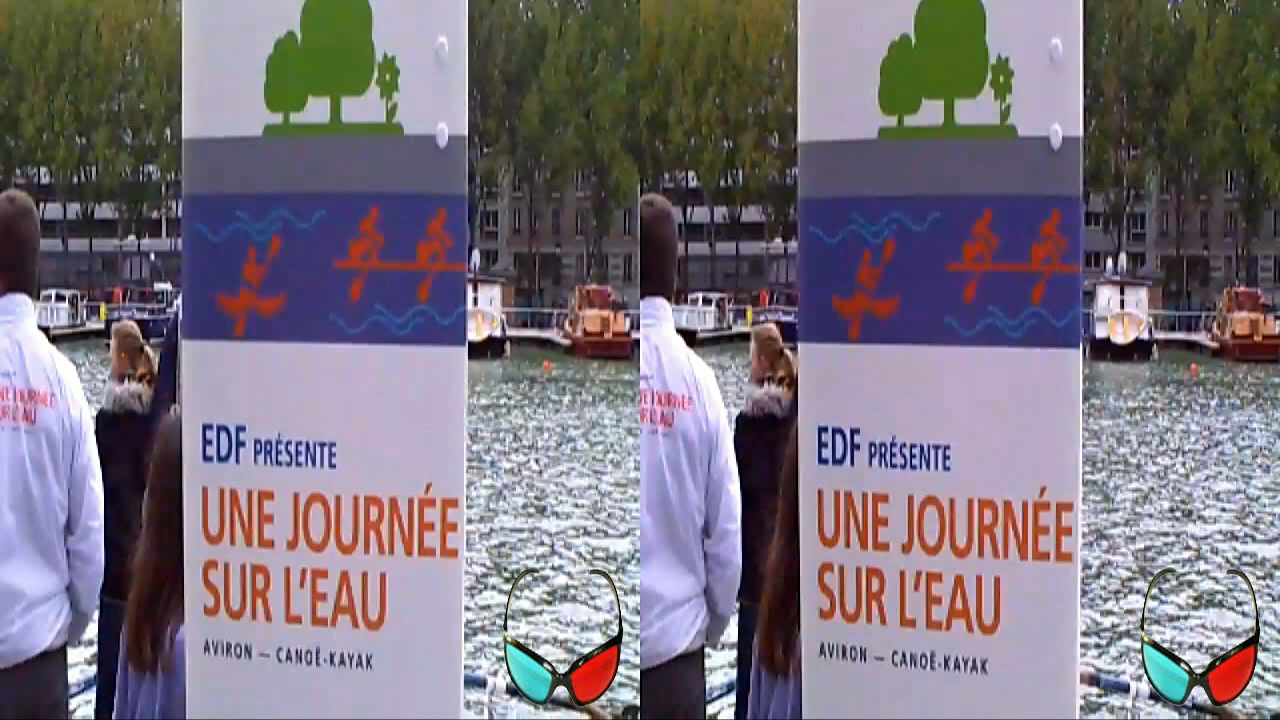 EDF PRÉSENTE
UNE JOURNÉE
SUR L'EAU
AVIRON — CANOË-KAYAK
EDF PRÉSENTE
UNE JOURNÉE
SUR L'EAU
AVIRON — CANOË-KAYAK